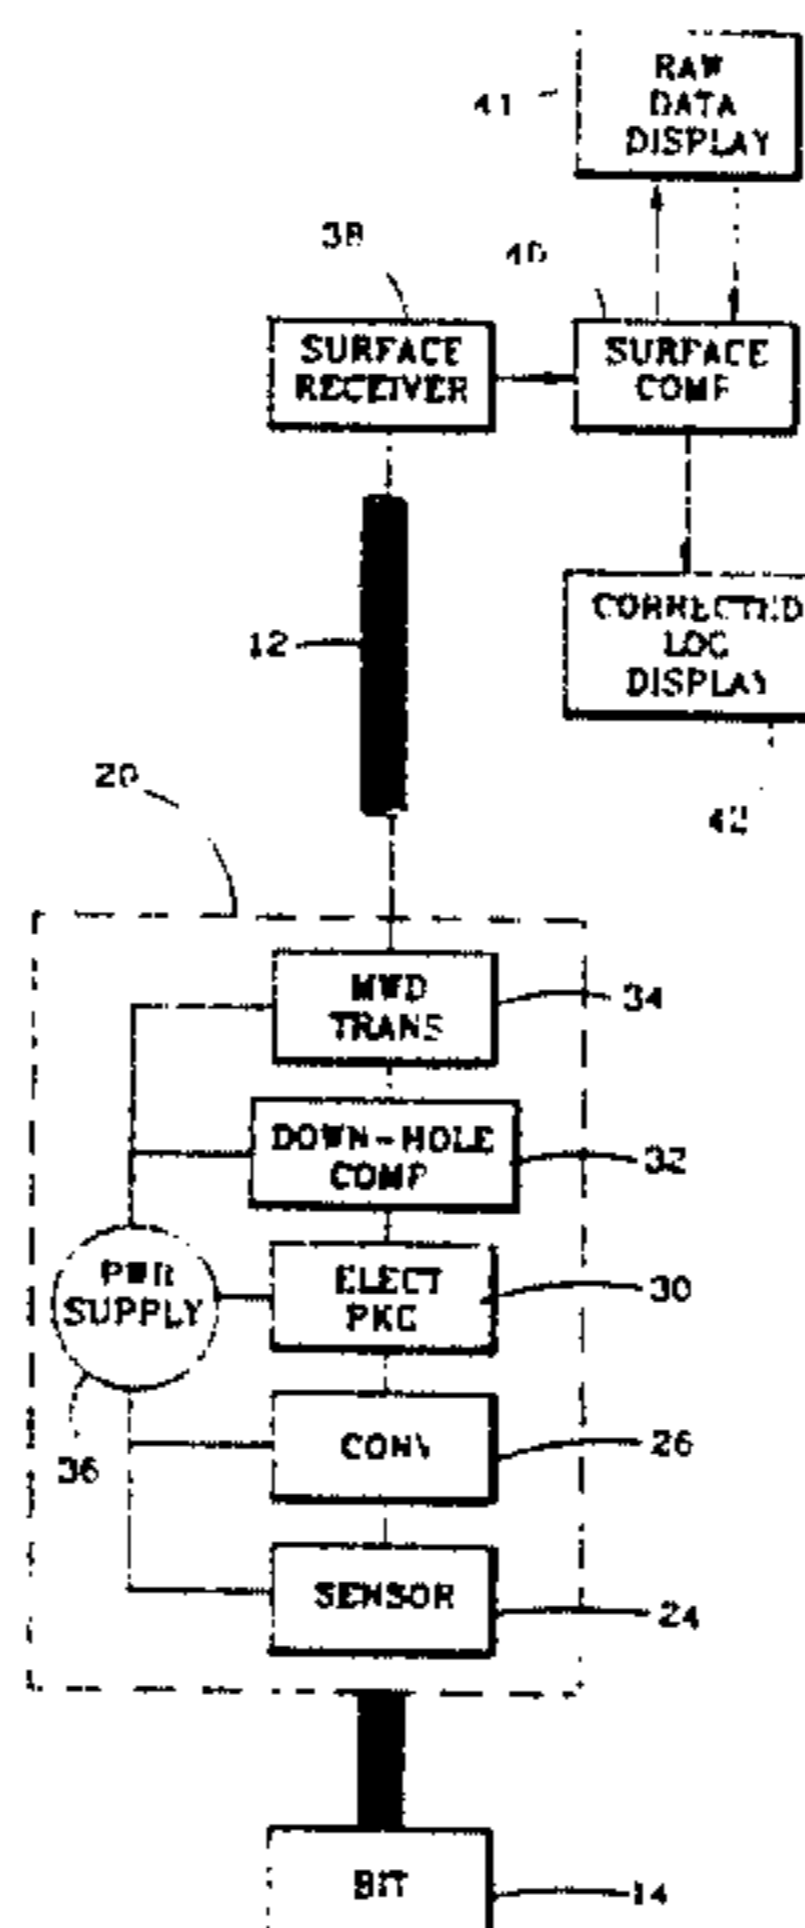 RAW
DATA
DISPLAY
41
38
40
SURFACE
RECEIVER
SURFACE
COMP
12
CORRECTED
LOG
DISPLAY
42
20
MWD
TRANS
34
DOWN-HOLE
COMP
32
PWR
SUPPLY
ELECT
PKG
30
36
CONV
26
SENSOR
24
BIT
14